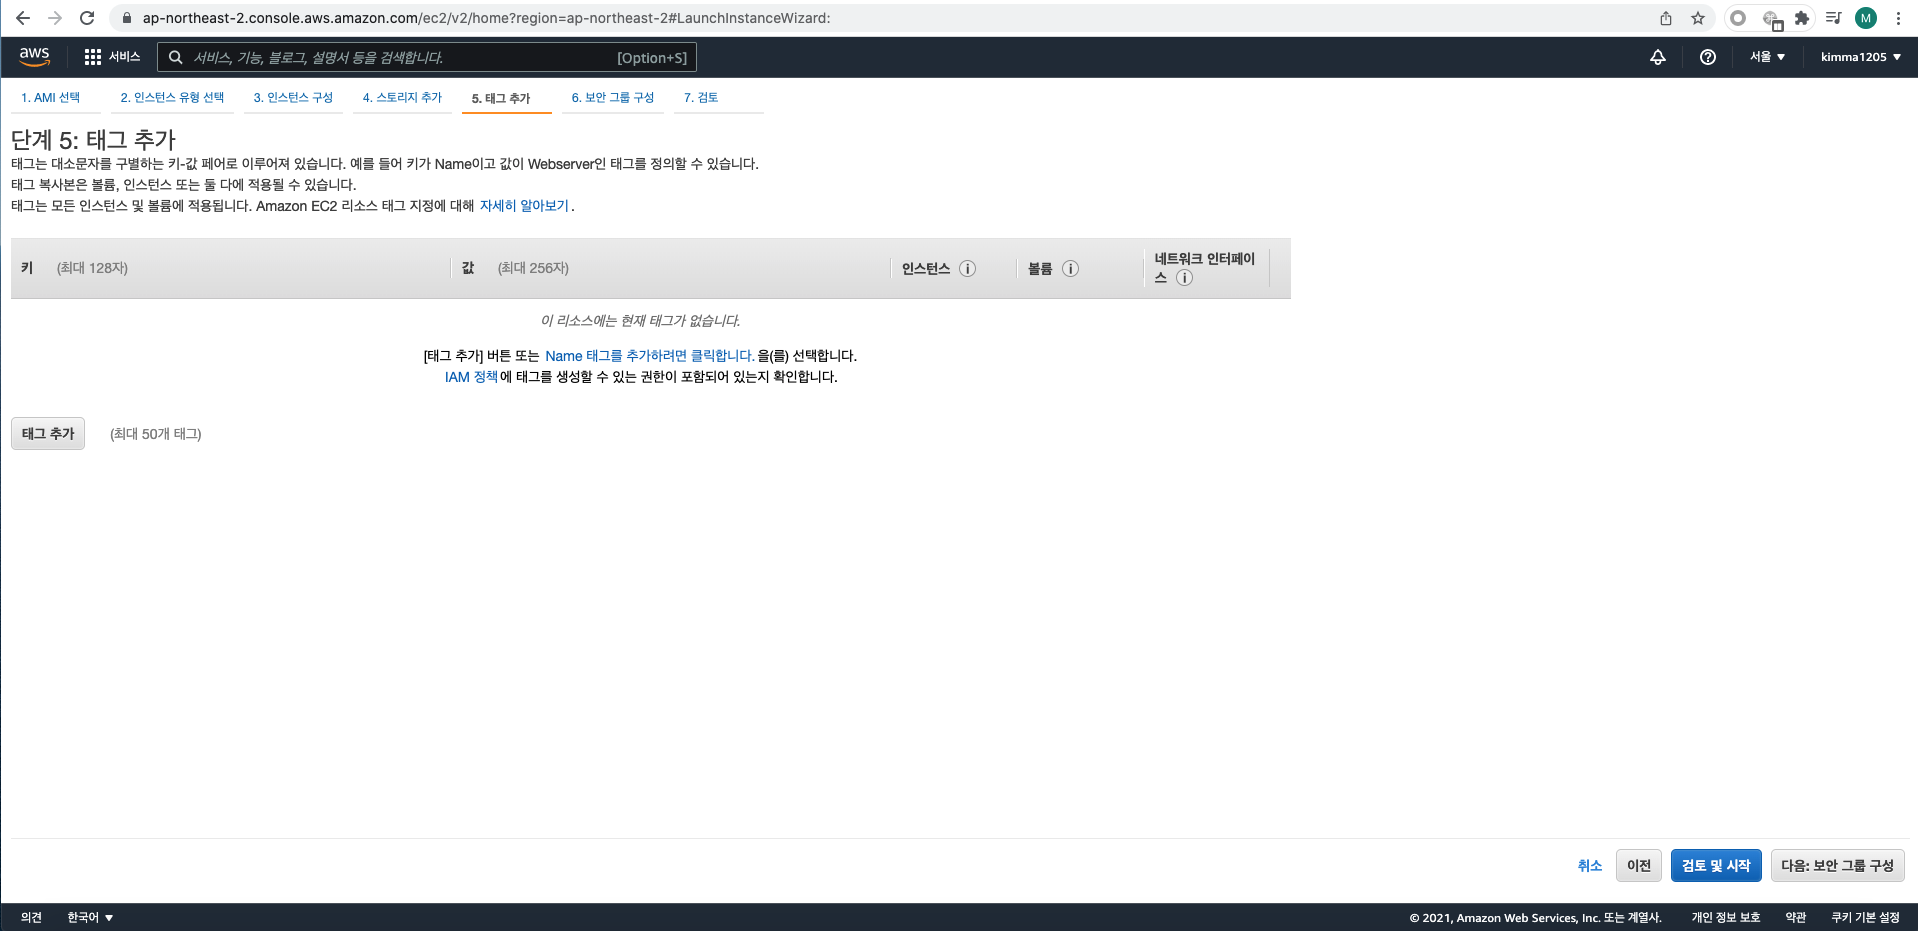 ap-northeast-2.console.aws.amazon.com/ec2/v2/home?region=ap-northeast-2#LaunchInstanceWizard:
M
aws
서비스
서비스, 기능, 블로그, 설명서 등을 검색합니다.
[Option+S]
서울
kimma1205
1. AMI 선택
2. 인스턴스 유형 선택
3. 인스턴스 구성
4. 스토리지 추가
5. 태그 추가
6. 보안 그룹 구성
7. 검토
단계 5: 태그 추가
태그는 대소문자를 구별하는 키-값 페어로 이루어져 있습니다. 예를 들어 키가 Name이고 값이 Webserver인 태그를 정의할 수 있습니다.
태그 복사본은 볼륨, 인스턴스 또는 둘 다에 적용될 수 있습니다.
태그는 모든 인스턴스 및 볼륨에 적용됩니다. Amazon EC2 리소스 태그 지정에 대해 자세히 알아보기.
키 (최대 128자)
값 (최대 256자)
인스턴스 i
볼륨 i
네트워크 인터페이
스 i
이 리소스에는 현재 태그가 없습니다.
[태그 추가] 버튼 또는 Name 태그를 추가하려면 클릭합니다.을(를) 선택합니다.
IAM 정책에 태그를 생성할 수 있는 권한이 포함되어 있는지 확인합니다.
태그 추가
(최대 50개 태그)
취소
이전
검토 및 시작
다음: 보안 그룹 구성
의견
한국어
© 2021, Amazon Web Services, Inc. 또는 계열사.
개인 정보 보호
약관
쿠키 기본 설정